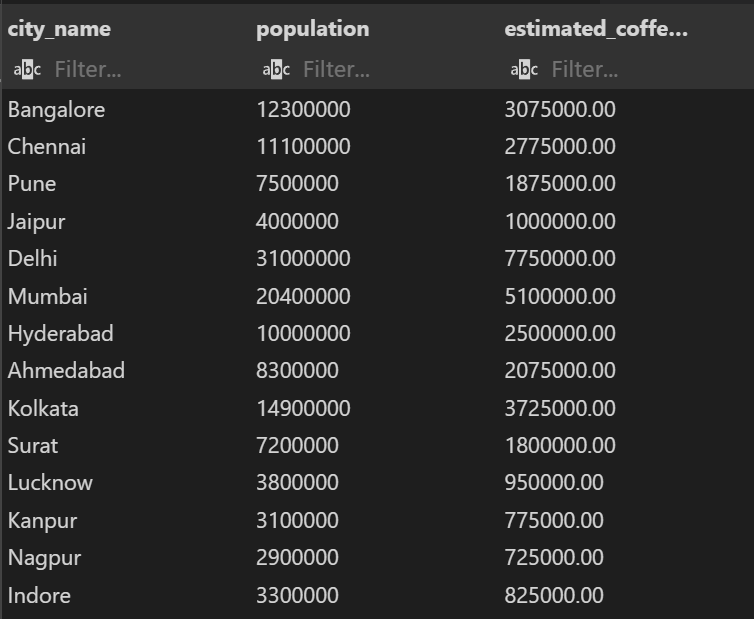 city_name population estimated_coffe...
abc Filter... abc Filter... abc Filter...
Bangalore 12300000 3075000.00
Chennai 11100000 2775000.00
Pune 7500000 1875000.00
Jaipur 4000000 1000000.00
Delhi 31000000 7750000.00
Mumbai 20400000 5100000.00
Hyderabad 10000000 2500000.00
Ahmedabad 8300000 2075000.00
Kolkata 14900000 3725000.00
Surat 7200000 1800000.00
Lucknow 3800000 950000.00
Kanpur 3100000 775000.00
Nagpur 2900000 725000.00
Indore 3300000 825000.00